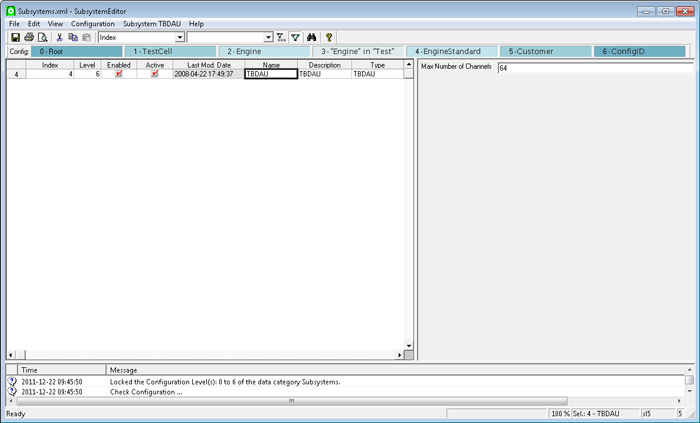 Subsystems.xml - SubsystemEditor
File Edit View Configuration Subsystem TBDAU Help
Index
Config: 0 - Root 1 - TestCell 2 - Engine 3 - "Engine" in "Test" 4 - EngineStandard 5 - Customer 6 - ConfigID
Index Level Enabled Active Last Mod. Date Name Description Type
4 4 6 2008-04-22 17:49:37 TBDAU TBDAU TBDAU
Max Number of Channels 64
Time Message
2011-12-22 09:45:50 Locked the Configuration Level(s): 0 to 6 of the data category Subsystems.
2011-12-22 09:45:50 Check Configuration ...
Ready 100 % Sel.: 4 - TBDAU sl5 5